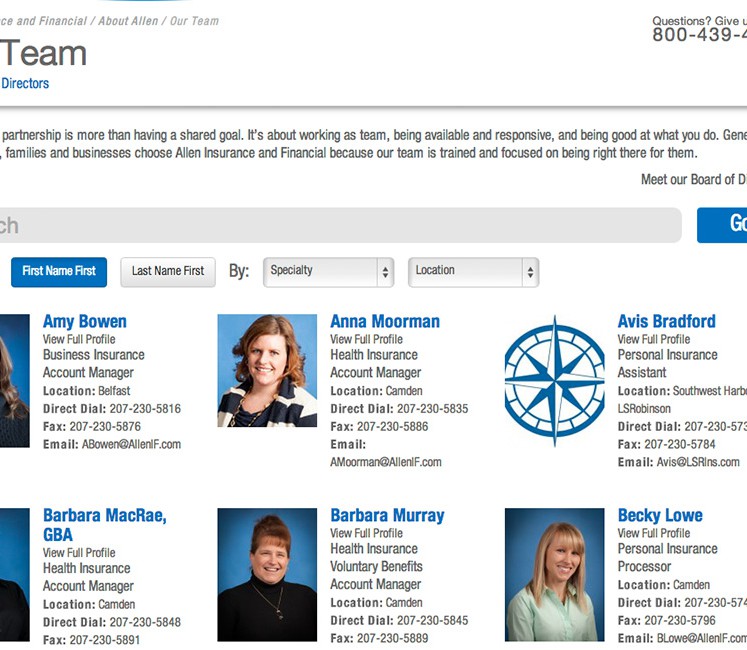 and Financial / About Allen / Our Team
Questions? Give
800-439-
Team
Directors
partnership is more than having a shared goal. It's about working as team, being available and responsive, and being good at what you do.
, families and businesses choose Allen Insurance and Financial because our team is trained and focused on being right there for them.
Meet our Board of
First Name First
Last Name First
By:
Specialty
Location
Amy Bowen
View Full Profile
Business Insurance
Account Manager
Location: Belfast
Direct Dial: 207-230-5816
Fax: 207-230-5876
Email: ABowen@AllenIF.com
Anna Moorman
View Full Profile
Health Insurance
Account Manager
Location: Camden
Direct Dial: 207-230-5835
Fax: 207-230-5886
Email:
AMoorman@AllenIF.com
Avis Bradford
View Full Profile
Personal Insurance
Assistant
Location: Southwest
LSRobinson
Direct Dial: 207-230-573
Fax: 207-230-5784
Email: Avis@LSRIns.com
Barbara MacRae,
GBA
View Full Profile
Health Insurance
Account Manager
Location: Camden
Direct Dial: 207-230-5848
Fax: 207-230-5891
Barbara Murray
View Full Profile
Health Insurance
Voluntary Benefits
Account Manager
Location: Camden
Direct Dial: 207-230-5845
Fax: 207-230-5889
Becky Lowe
View Full Profile
Personal Insurance
Processor
Location: Camden
Direct Dial: 207-230-574
Fax: 207-230-5796
Email: BLowe@AllenIF.com